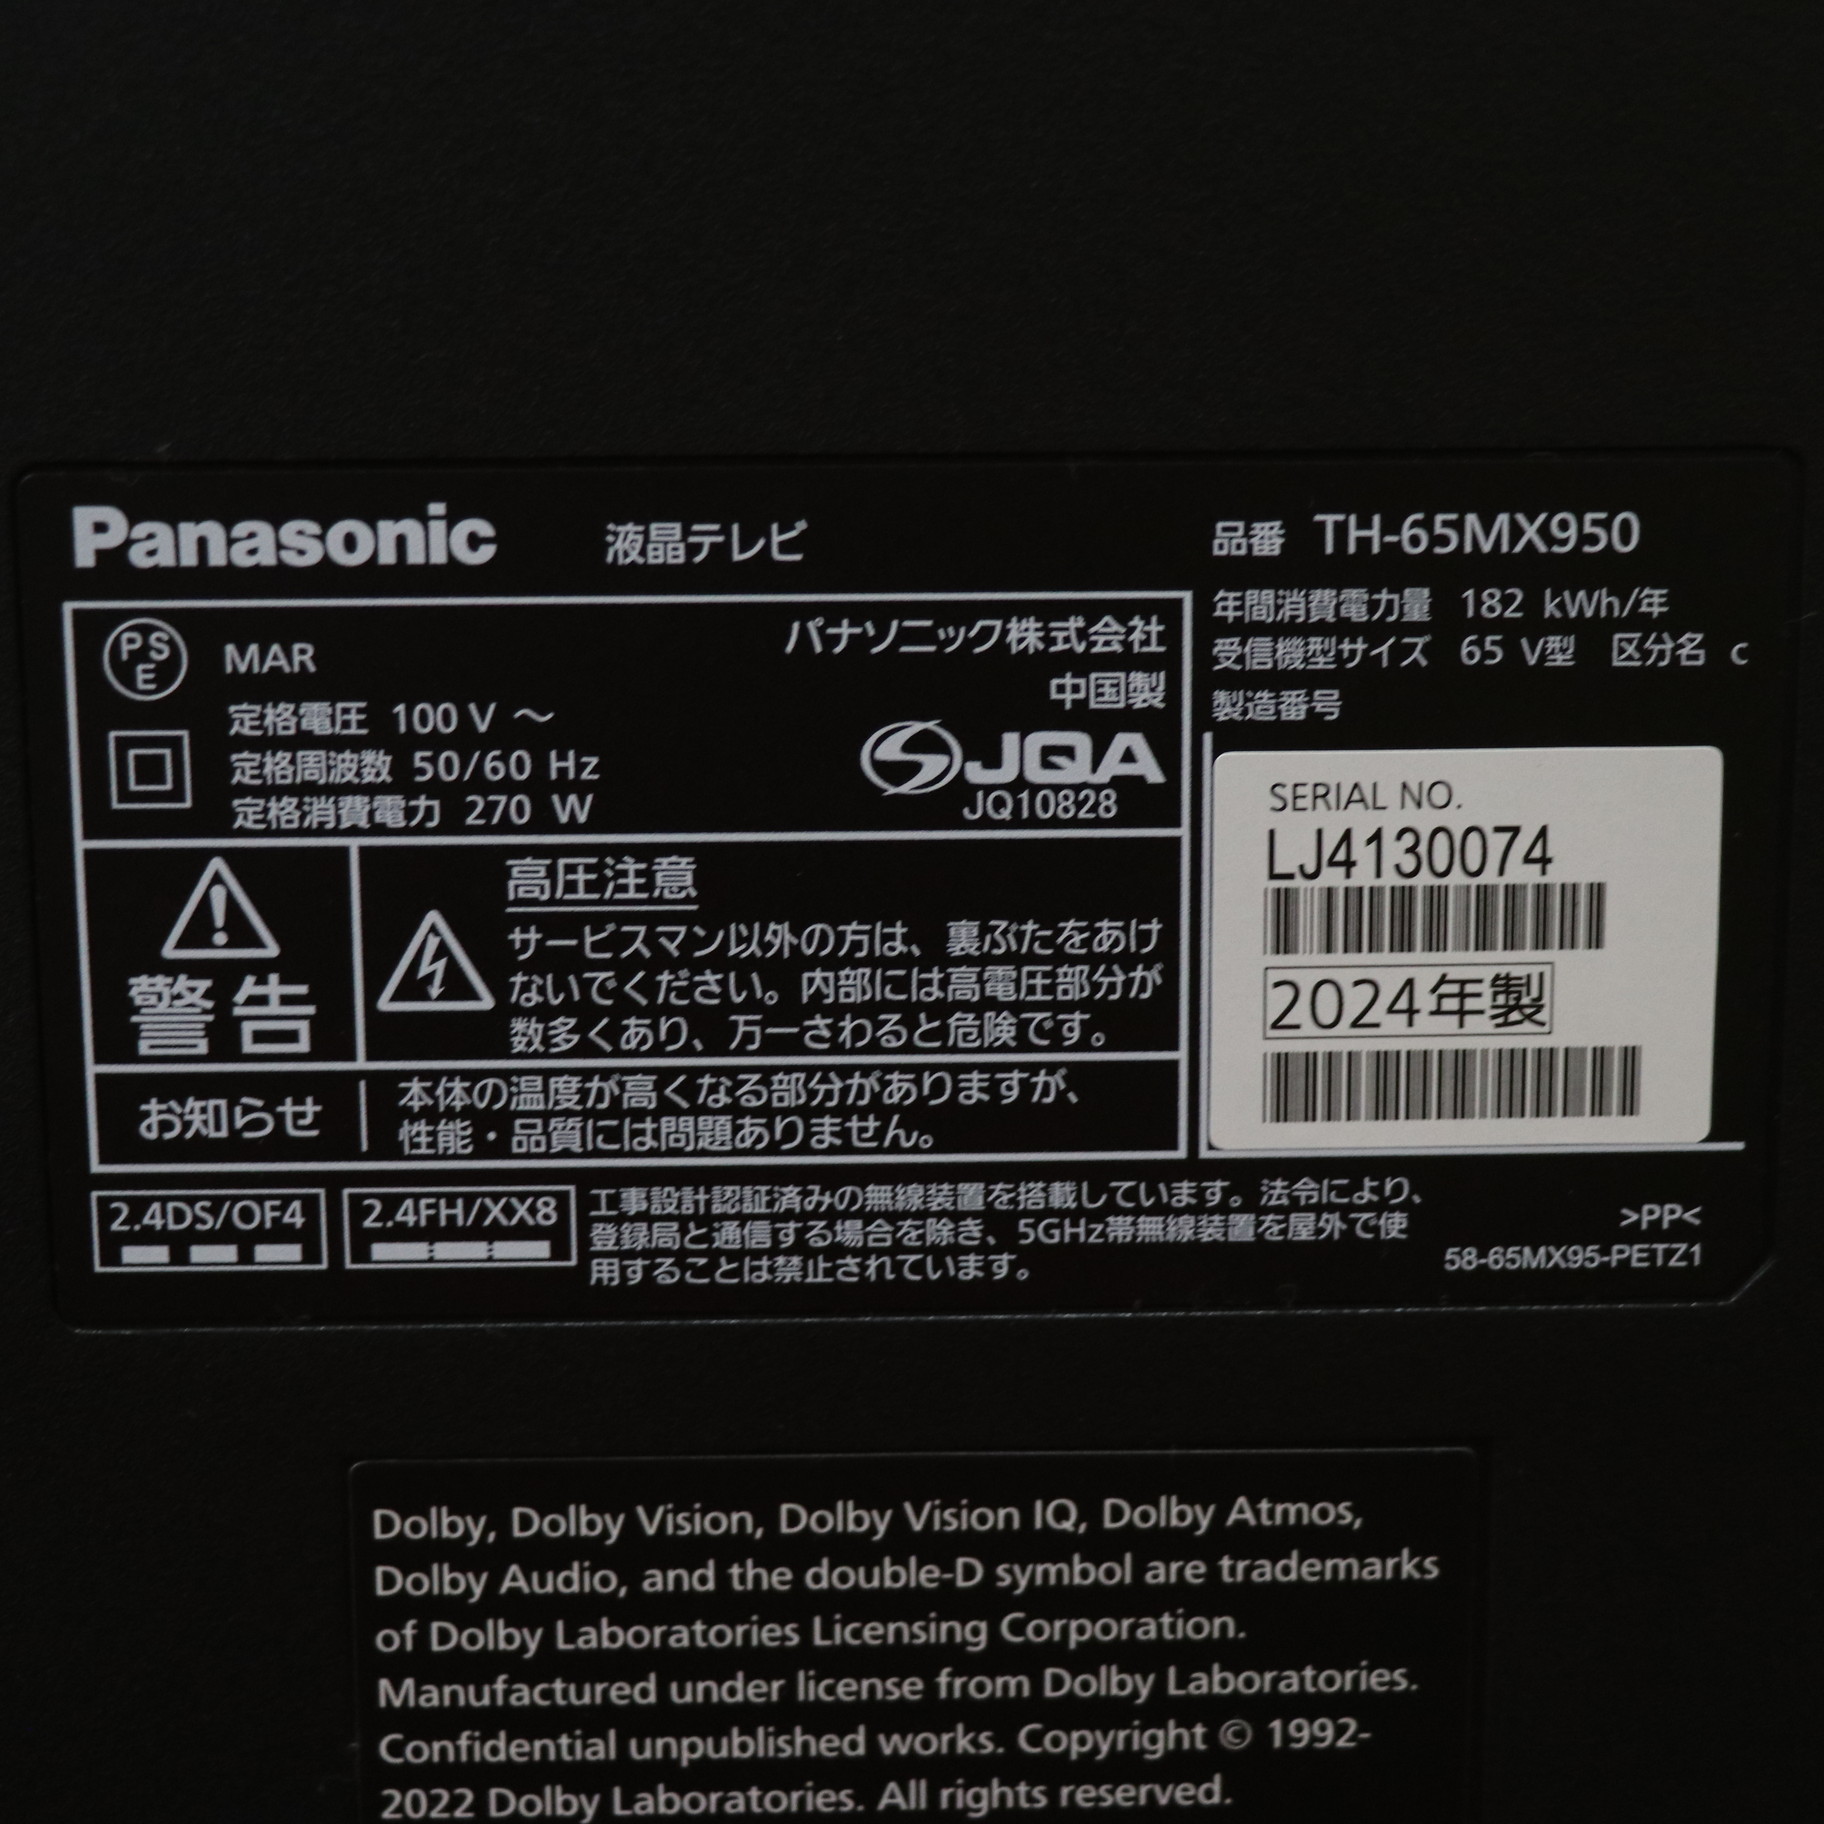 Panasonic 液晶テレビ
品番 TH-65MX950
年間消費電力量 182 kWh/年
受信機型サイズ 65 V型 区分名 c
製造番号
PS
E
MAR
パナソニック株式会社
中国製
定格電圧 100 V ～
定格周波数 50/60 Hz
定格消費電力 270 W
JQA
JQ10828
SERIAL NO.
LJ4130074
2024年製
警告
高圧注意
サービスマン以外の方は、裏ぶたをあけ
ないでください。内部には高電圧部分が
数多くあり、万一さわると危険です。
お知らせ
本体の温度が高くなる部分がありますが、
性能・品質には問題ありません。
2.4DS/OF4
2.4FH/XX8
工事設計認証済みの無線装置を搭載しています。法令により、
登録局と通信する場合を除き、5GHz帯無線装置を屋外で使
用することは禁止されています。
>PP<
58-65MX95-PETZ1
Dolby, Dolby Vision, Dolby Vision IQ, Dolby Atmos,
Dolby Audio, and the double-D symbol are trademarks
of Dolby Laboratories Licensing Corporation.
Manufactured under license from Dolby Laboratories.
Confidential unpublished works. Copyright © 1992-
2022 Dolby Laboratories. All rights reserved.